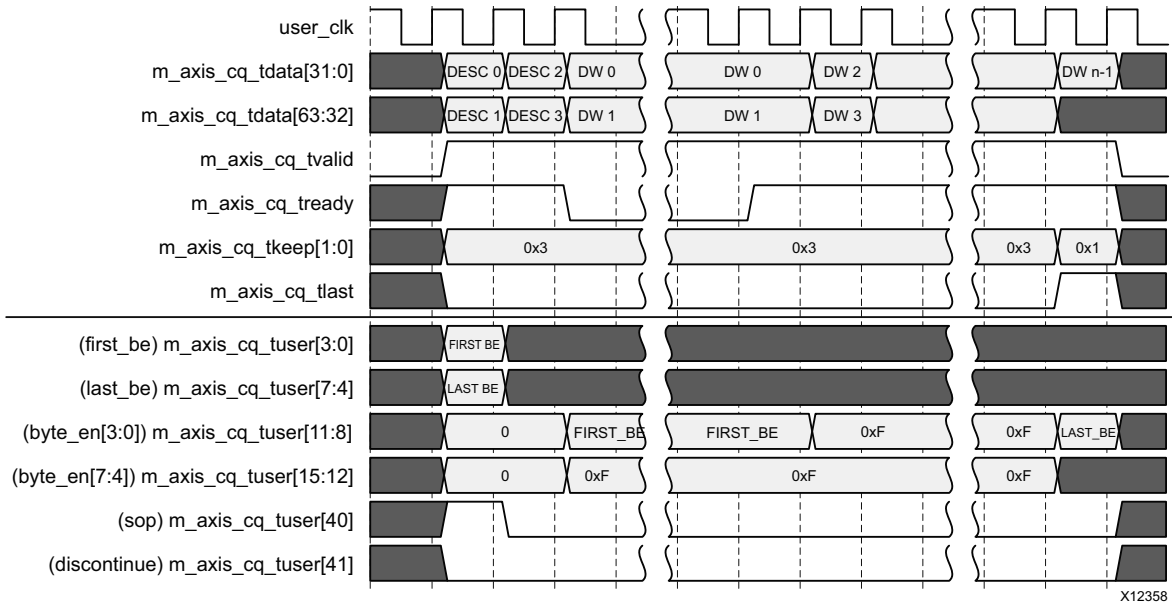 user_clk
m_axis_cq_tdata[31:0] DESC 0 DESC 2 DW 0 DW 0 DW 2 DW n-1
m_axis_cq_tdata[63:32] DESC 1 DESC 3 DW 1 DW 1 DW 3
m_axis_cq_tvalid
m_axis_cq_tready
m_axis_cq_tkeep[1:0] 0x3 0x3 0x3 0x1
m_axis_cq_tlast
(first_be) m_axis_cq_tuser[3:0] FIRST BE
(last_be) m_axis_cq_tuser[7:4] LAST BE
(byte_en[3:0]) m_axis_cq_tuser[11:8] 0 FIRST_BE FIRST_BE 0xF 0xF LAST_BE
(byte_en[7:4]) m_axis_cq_tuser[15:12] 0 0xF 0xF 0xF
(sop) m_axis_cq_tuser[40]
(discontinue) m_axis_cq_tuser[41]
X12358